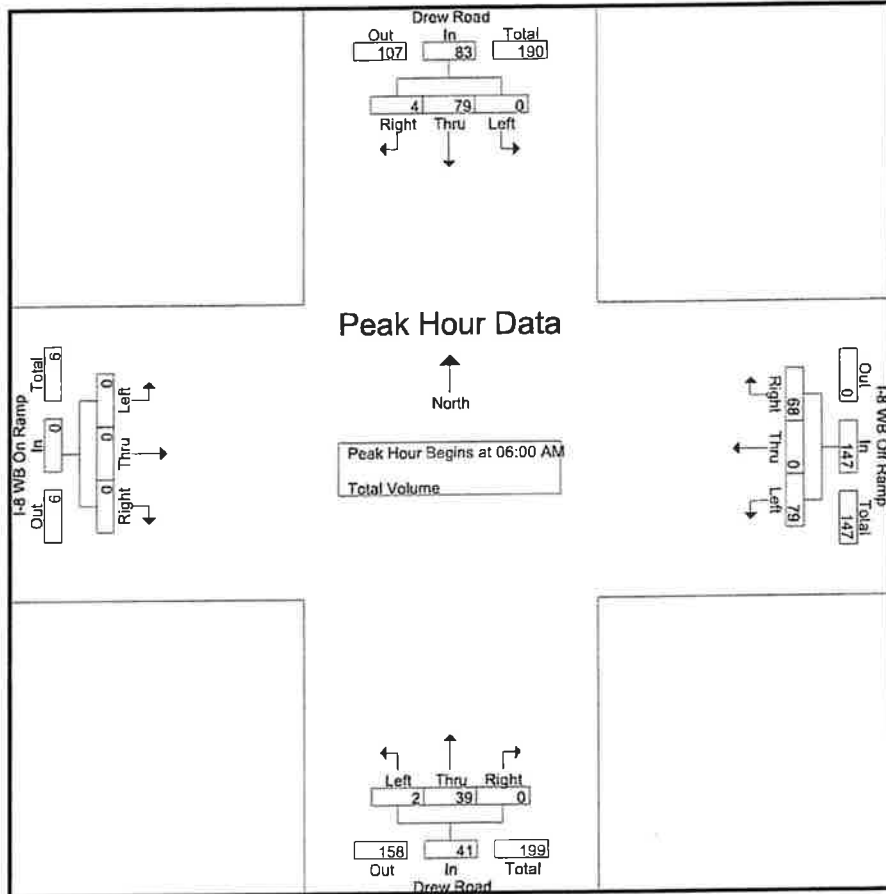 Drew Road
Out In Total
107 83 190
4 79 0
Right Thru Left
Peak Hour Data
North
Peak Hour Begins at 06:00 AM
Total Volume
I-8 WB On Ramp
Out In Total
6 0 6
0 0 0
Right Thru Left
I-8 WB Off Ramp
Out In Total
0 147 147
Right Thru Left
68 0 79
Left Thru Right
2 39 0
158 41 199
Out In Total
Drew Road